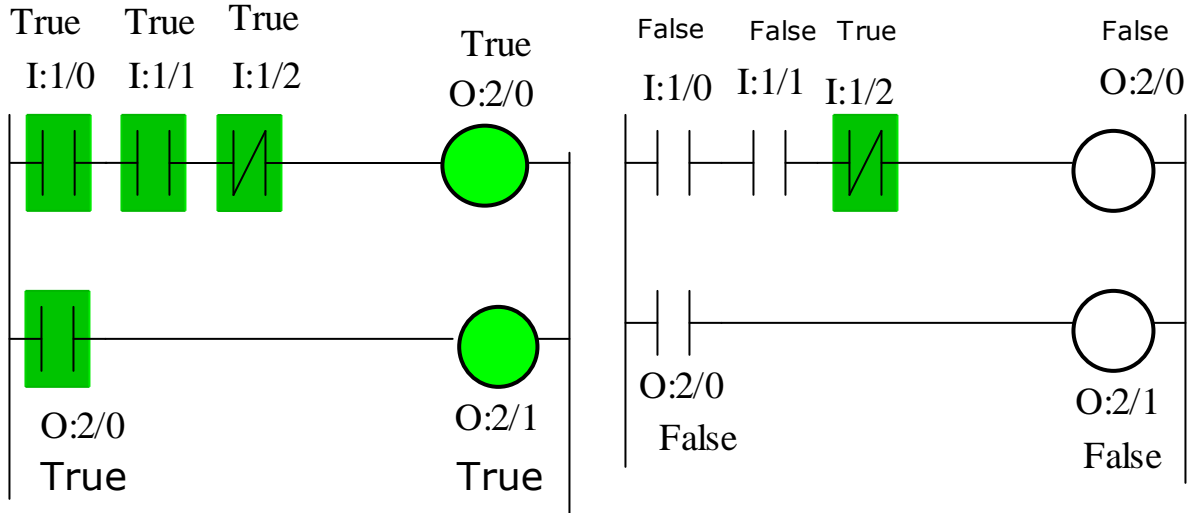 True True True True
I:1/0 I:1/1 I:1/2 O:2/0
O:2/0 O:2/1
True True
False False True False
I:1/0 I:1/1 I:1/2 O:2/0
O:2/0 O:2/1
False False